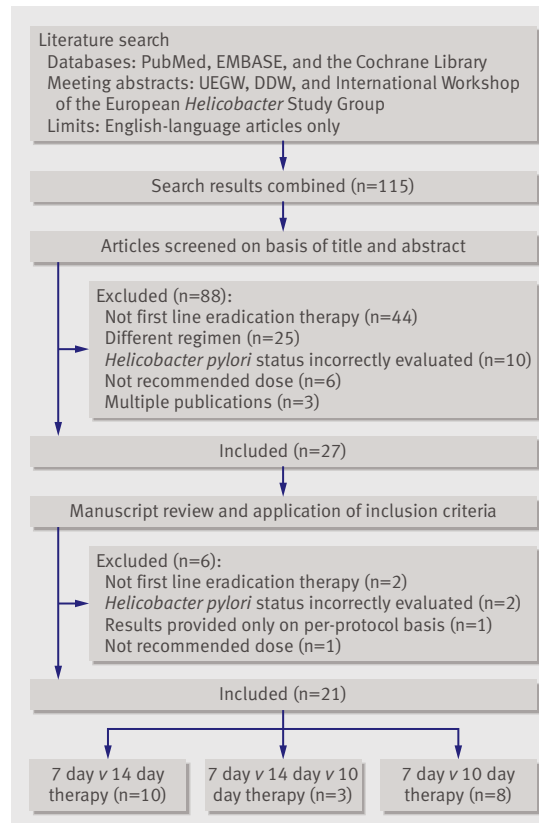 Literature search
Databases: PubMed, EMBASE, and the Cochrane Library
Meeting abstracts: UEGW, DDW, and International Workshop
of the European Helicobacter Study Group
Limits: English-language articles only
Search results combined (n=115)
Articles screened on basis of title and abstract
Excluded (n=88):
Not first line eradication therapy (n=44)
Different regimen (n=25)
Helicobacter pylori status incorrectly evaluated (n=10)
Not recommended dose (n=6)
Multiple publications (n=3)
Included (n=27)
Manuscript review and application of inclusion criteria
Excluded (n=6):
Not first line eradication therapy (n=2)
Helicobacter pylori status incorrectly evaluated (n=2)
Results provided only on per-protocol basis (n=1)
Not recommended dose (n=1)
Included (n=21)
7 day v 14 day
therapy (n=10)
7 day v 14 day v 10
day therapy (n=3)
7 day v 10 day
therapy (n=8)